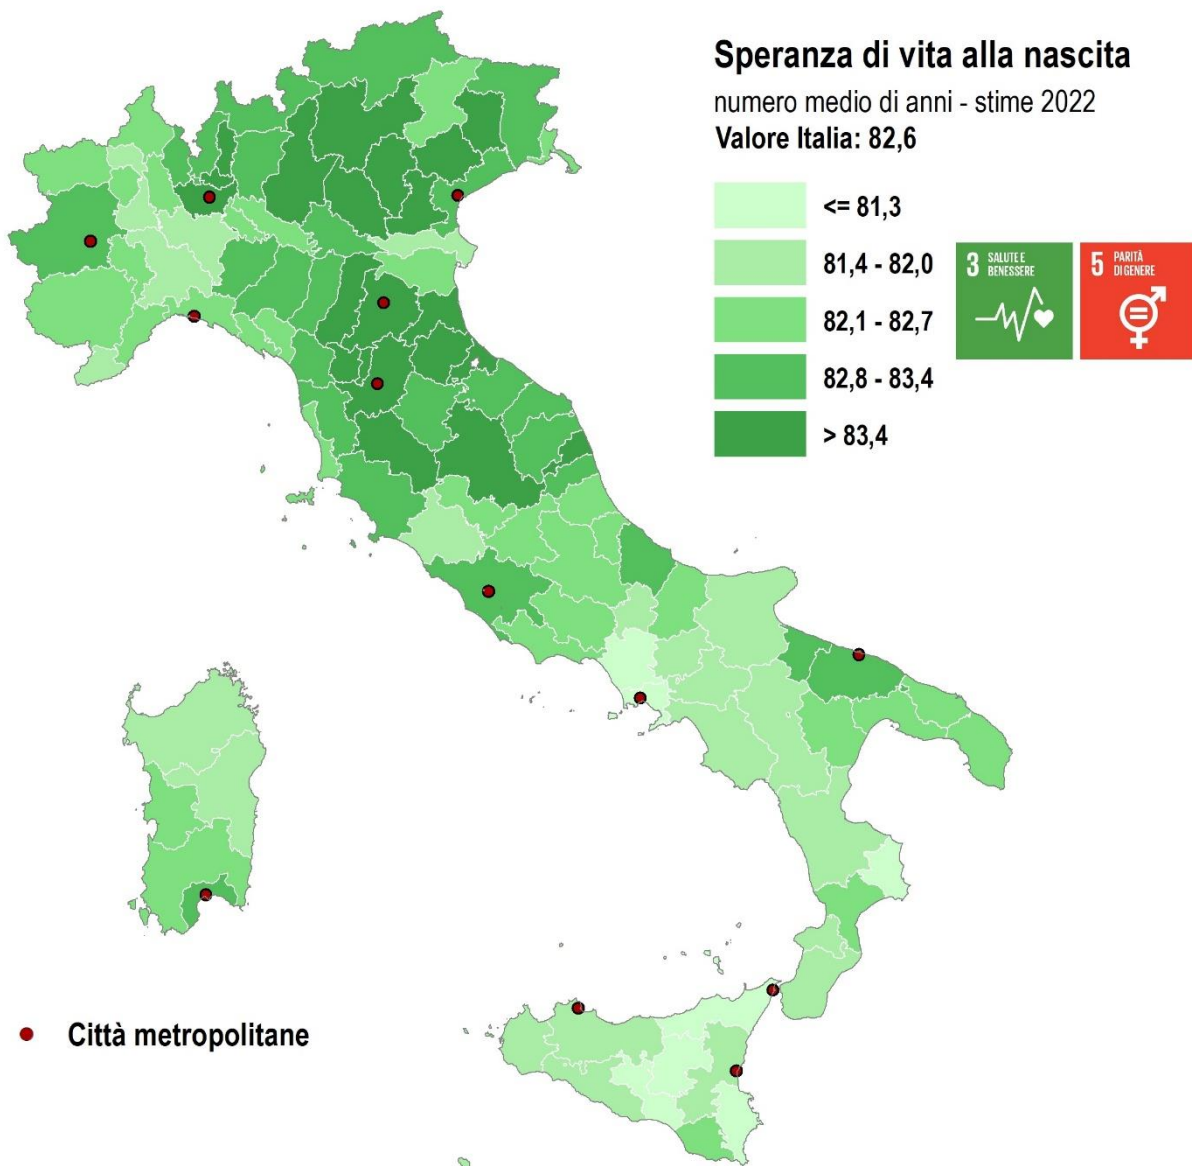 Speranza di vita alla nascita
numero medio di anni - stime 2022
Valore Italia: 82,6
<= 81,3
81,4 - 82,0
82,1 - 82,7
82,8 - 83,4
> 83,4
3 SALUTE E
BENESSERE
5 PARITÀ
DI GENERE
Città metropolitane